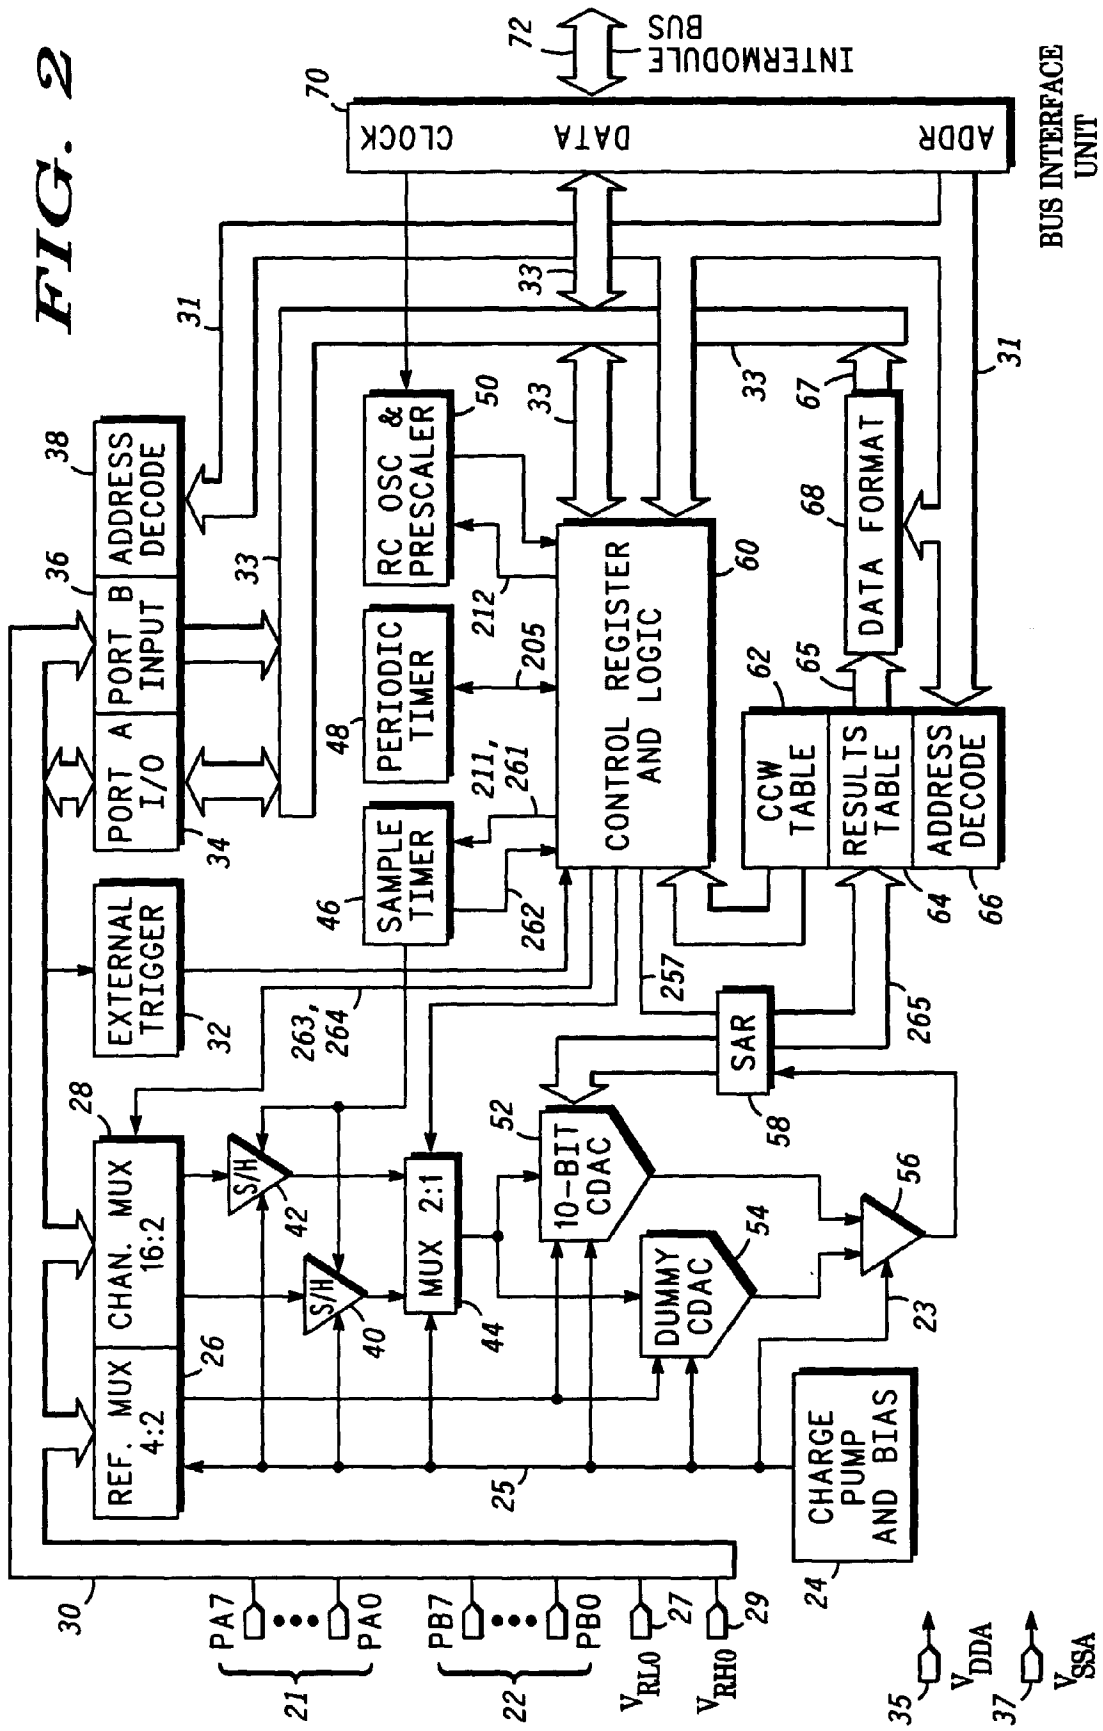 FIG. 2
30
PA7
PA0
21
PB7
PB0
22
VRL0
27
VRH0
29
35
VDDA
37
VSSA
REF. MUX
4:2
26
CHAN. MUX
16:2
28
EXTERNAL
TRIGGER
32
PORT A
I/O
34
PORT B
INPUT
36
ADDRESS
DECODE
38
31
33
263,
264
S/H
42
S/H
40
MUX 2:1
44
25
SAMPLE
TIMER
46
PERIODIC
TIMER
48
RC OSC &
PRESCALER
50
262
211,
261
205
212
33
33
CONTROL REGISTER
AND LOGIC
60
257
10-BIT
CDAC
52
DUMMY
CDAC
54
SAR
58
265
56
23
CHARGE
PUMP
AND BIAS
24
CCW
TABLE
62
RESULTS
TABLE
64
ADDRESS
DECODE
66
65
DATA FORMAT
68
67
33
31
CLOCK
DATA
ADDR
70
72
INTERMODULE
BUS
BUS INTERFACE
UNIT